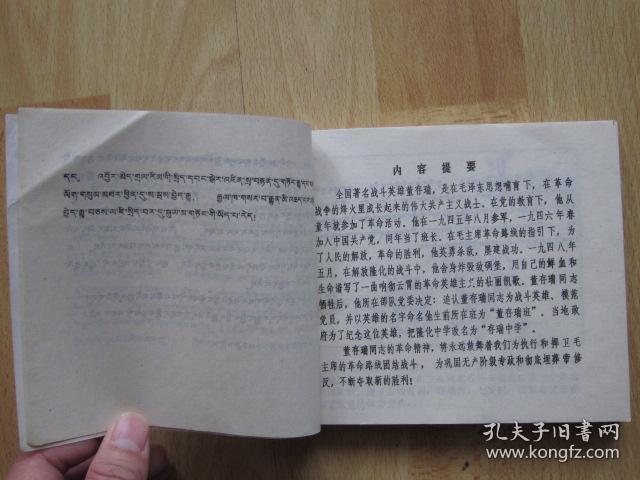 དང་ འབྱོར་མེད་གྲལ་རིམ་གི་སྲིད་དབང་སྒེར་འཛིན་སྲ་བརྟན་དུ་གཏོང་རྒྱུ་དང་
ལོག་གསུམ་མཐར་ཕྱིན་དུ་ས་སྦས་བྱེད་རྒྱུ་ རྒྱལ་ཁ་གསར་བ་རྒྱུན་མི་འཆད་པར་
བྱེད་རྒྱུ་བཅས་ལ་ཇི་སྲིད་བར་དུ་སྐུལ་མ་གཏོང་གི་ཡོད་པ་རེད།
内容提要
全国著名战斗英雄董存瑞，是在毛泽东思想哺育下，在革命
战争的烽火里成长起来的伟大共产主义战士。在党的教育下，他从
童年就参加了革命活动。他在一九四五年八月参军，一九四六年春
加入中国共产党，同年当了班长。在毛主席革命路线的指引下，为
了人民的解放，革命的胜利，他英勇杀敌，屡建战功。一九四八年
五月，在解放隆化的战斗中，他舍身炸毁敌碉堡，用自己的鲜血和
生命谱写了一曲响彻云霄的革命英雄主义的壮丽凯歌。董存瑞同志
牺牲后，他所在部队党委决定：追认董存瑞同志为战斗英雄、模范
党员，并以英雄的名字命名他生前所在班为“董存瑞班”。当地政
府为了纪念这位英雄，把隆化中学改名为“存瑞中学”。
董存瑞同志的革命精神，将永远鼓舞着我们为执行和捍卫毛
主席的革命路线团结战斗，为巩固无产阶级专政和彻底埋葬帝修
反，不断夺取新的胜利！
孔夫子旧书网
WWW.KONGFZ.COM